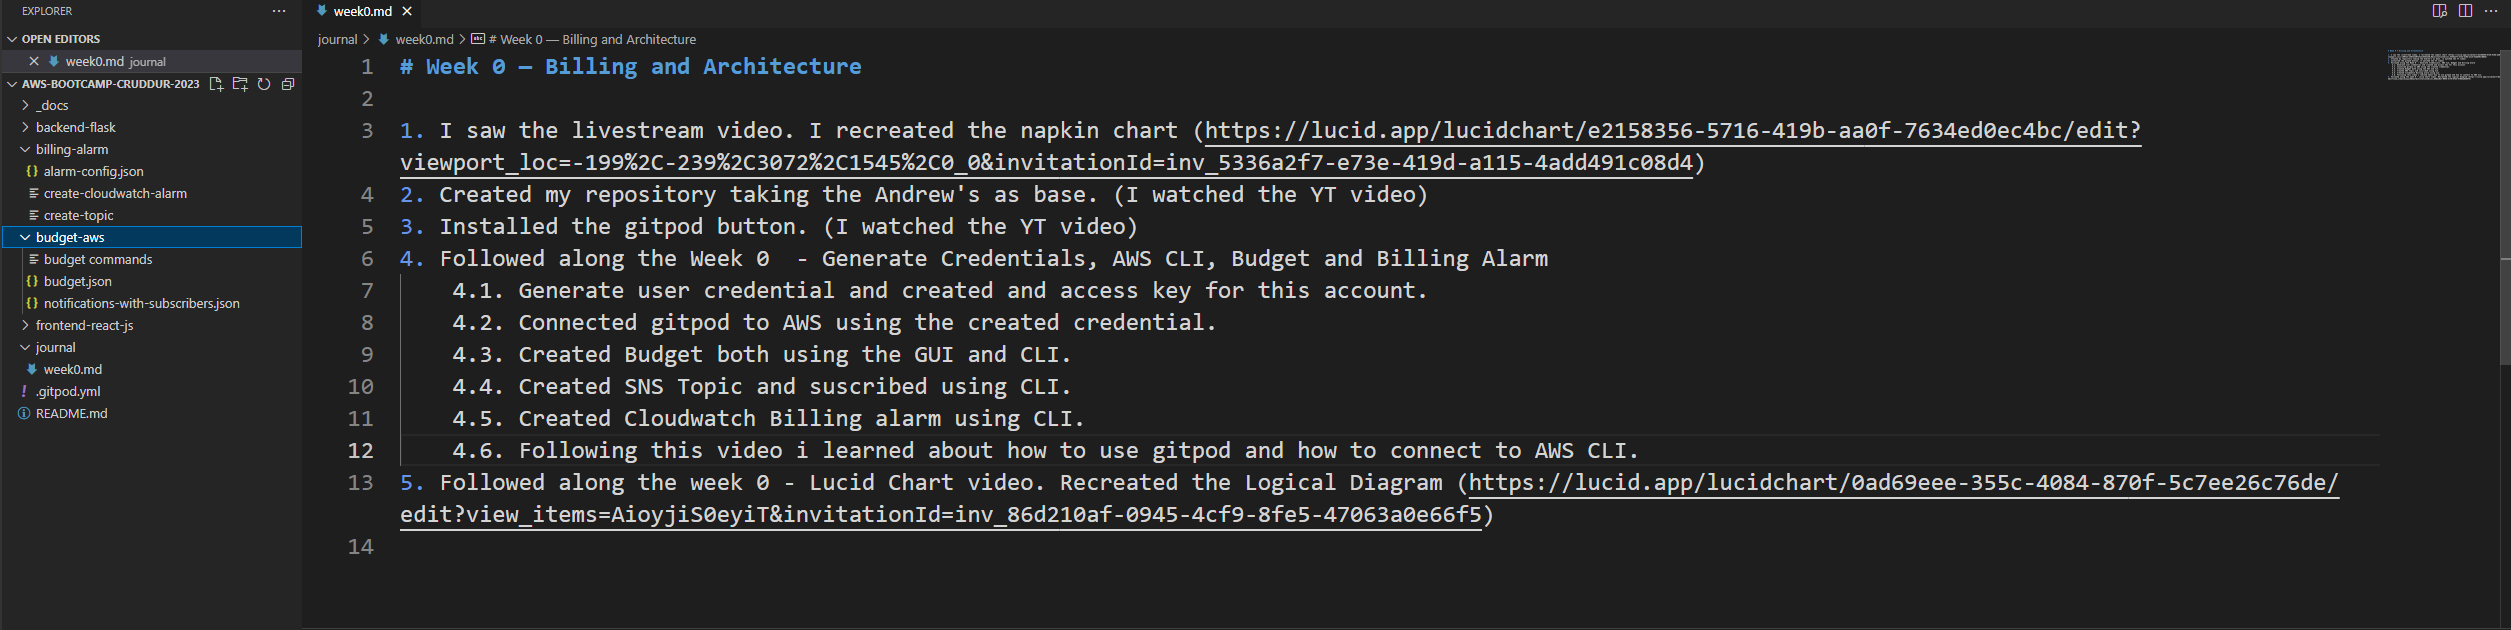 EXPLORER
OPEN EDITORS
week0.md journal
AWS-BOOTCAMP-CRUDDUR-2023
_docs
backend-flask
billing-alarm
{} alarm-config.json
create-cloudwatch-alarm
create-topic
budget-aws
budget commands
{} budget.json
{} notifications-with-subscribers.json
frontend-react-js
journal
week0.md
! .gitpod.yml
README.md
week0.md
journal > week0.md > # Week 0 — Billing and Architecture
1 # Week 0 — Billing and Architecture
2
3 1. I saw the livestream video. I recreated the napkin chart (https://lucid.app/lucidchart/e2158356-5716-419b-aa0f-7634ed0ec4bc/edit?
viewport_loc=-199%2C-239%2C3072%2C1545%2C0_0&invitationId=inv_5336a2f7-e73e-419d-a115-4add491c08d4)
4 2. Created my repository taking the Andrew's as base. (I watched the YT video)
5 3. Installed the gitpod button. (I watched the YT video)
6 4. Followed along the Week 0  - Generate Credentials, AWS CLI, Budget and Billing Alarm
7 4.1. Generate user credential and created and access key for this account.
8 4.2. Connected gitpod to AWS using the created credential.
9 4.3. Created Budget both using the GUI and CLI.
10 4.4. Created SNS Topic and suscribed using CLI.
11 4.5. Created Cloudwatch Billing alarm using CLI.
12 4.6. Following this video i learned about how to use gitpod and how to connect to AWS CLI.
13 5. Followed along the week 0 - Lucid Chart video. Recreated the Logical Diagram (https://lucid.app/lucidchart/0ad69eee-355c-4084-870f-5c7ee26c76de/
edit?view_items=AioyjiS0eyiT&invitationId=inv_86d210af-0945-4cf9-8fe5-47063a0e66f5)
14